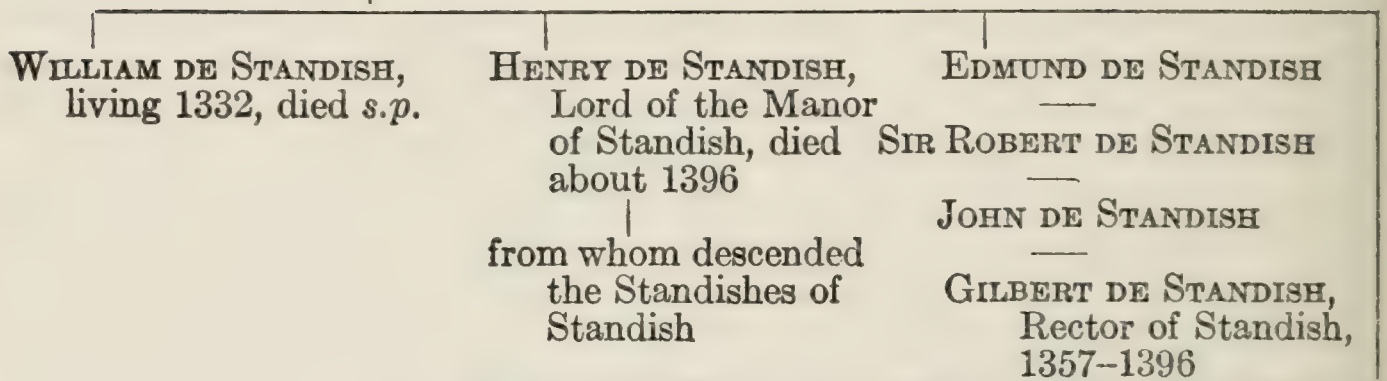 WILLIAM DE STANDISH,
living 1332, died s.p.
HENRY DE STANDISH,
Lord of the Manor
of Standish, died
about 1396
from whom descended
the Standishes of
Standish
EDMUND DE STANDISH
SIR ROBERT DE STANDISH
JOHN DE STANDISH
GILBERT DE STANDISH,
Rector of Standish,
1357–1396